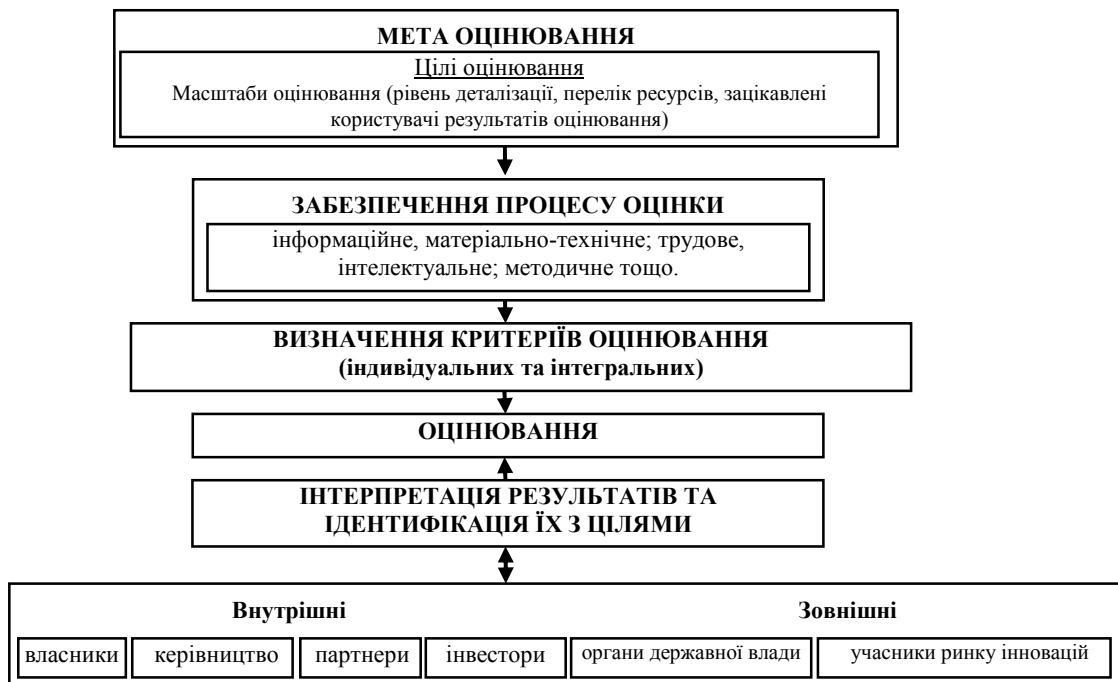 МЕТА ОЦІНЮВАННЯ
Цілі оцінювання
Масштаби оцінювання (рівень деталізації, перелік ресурсів, зацікавлені
користувачі результатів оцінювання)
ЗАБЕЗПЕЧЕННЯ ПРОЦЕСУ ОЦІНКИ
інформаційне, матеріально-технічне; трудове,
інтелектуальне; методичне тощо.
ВИЗНАЧЕННЯ КРИТЕРІЇВ ОЦІНЮВАННЯ
(індивідуальних та інтегральних)
ОЦІНЮВАННЯ
ІНТЕРПРЕТАЦІЯ РЕЗУЛЬТАТІВ ТА
ІДЕНТИФІКАЦІЯ ЇХ З ЦІЛЯМИ
Внутрішні Зовнішні
власники керівництво партнери інвестори органи державної влади учасники ринку інновацій